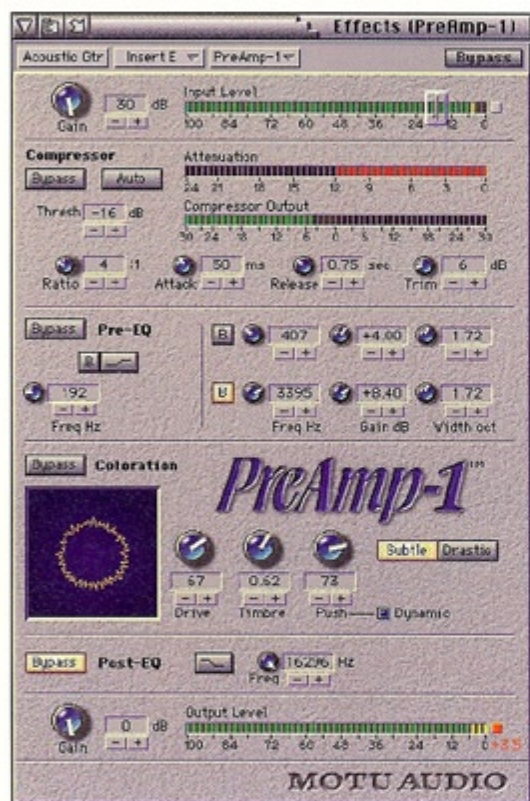 Effects (PreAmp-1)
Acoustic Gtr Insert E PreAmp-1 Bypass
Input Level
30 dB
- +
Gain
100 84 72 60 48 36 24 12 0
Compressor
Attenuation
Bypass Auto
24 21 18 15 12 9 6 3 0
Thresh -16 dB
- +
Compressor Output
30 24 18 12 6 0 6 12 18 24 30
4 :1 50 ms 0.75 sec 6 dB
Ratio - + Attack - + Release - + Trim - +
Bypass Pre-EQ
B
192
- +
Freq Hz
B 407 +4.00 1.72
- + - + - +
B 3395 +8.40 1.72
- + - + - +
Freq Hz Gain dB Width oct
Bypass Coloration
PreAmp-1™
Subtle Drastic
67 0.62 73
- + - + - +
Drive Timbre Push Dynamic
Bypass Post-EQ 16296 Hz
Freq - +
Output Level
0 dB
- +
Gain
100 84 72 60 48 36 24 12 0 +3.5
MOTU AUDIO